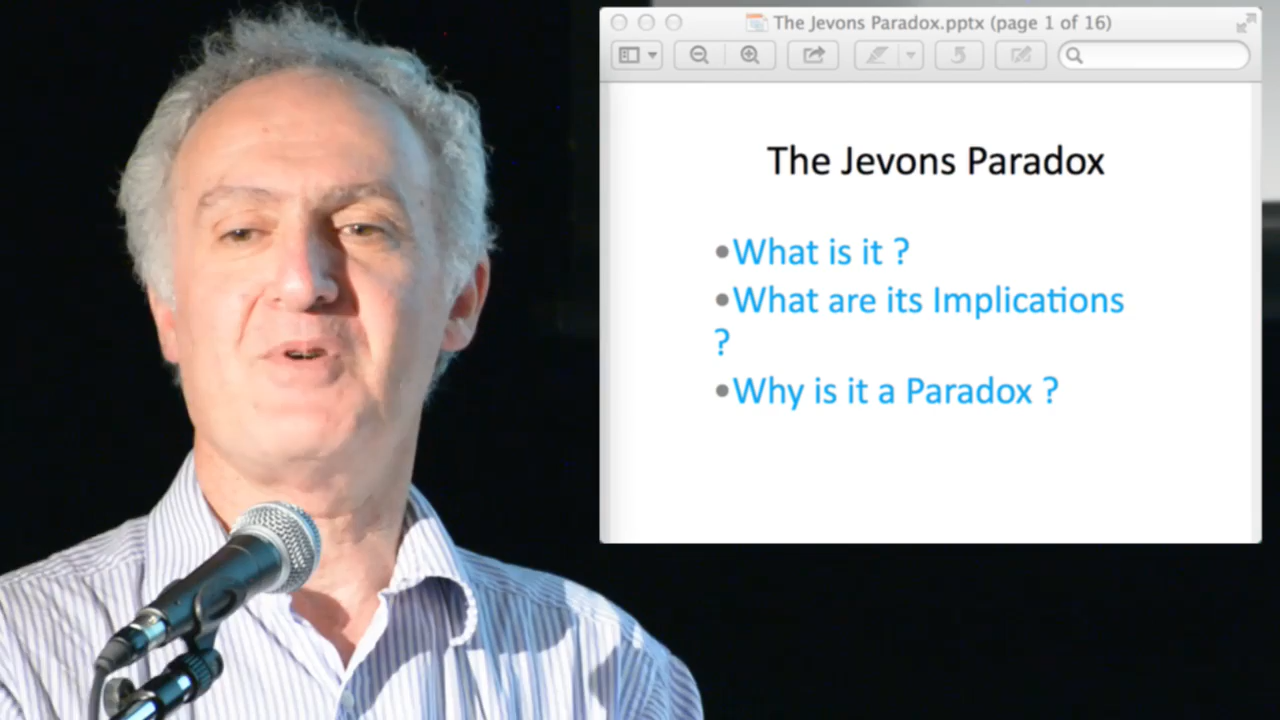 The Jevons Paradox.pptx (page 1 of 16)
The Jevons Paradox
•What is it ?
•What are its Implications
?
•Why is it a Paradox ?